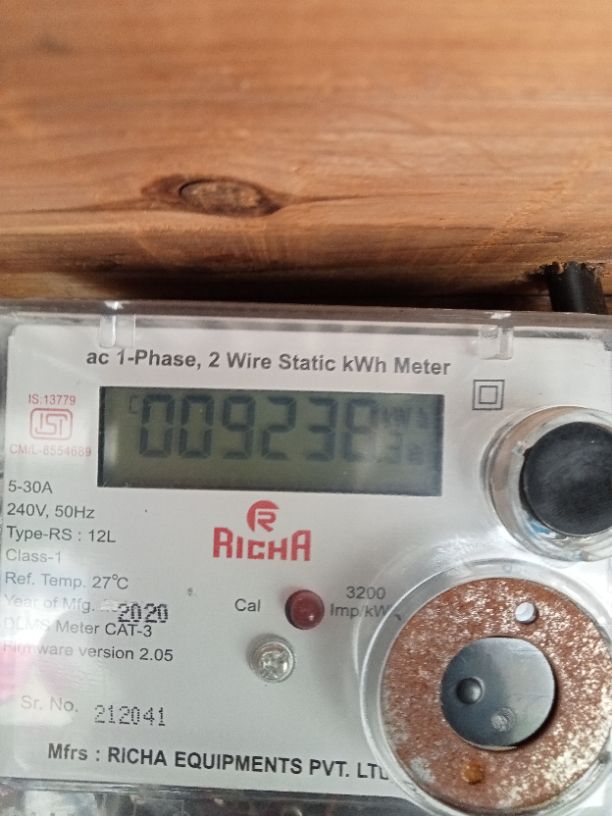 ac 1-Phase, 2 Wire Static kWh Meter
IS.13779
ISI
CM/L-8554689
009238
kWh
5-30A
240V, 50Hz
Type-RS : 12L
Class-1
Ref. Temp. 27°C
Year of Mfg. 2020
DLMS Meter CAT-3
Firmware version 2.05
R
RICHA
Cal
3200
Imp/kWh
Sr. No. 212041
Mfrs : RICHA EQUIPMENTS PVT. LTD